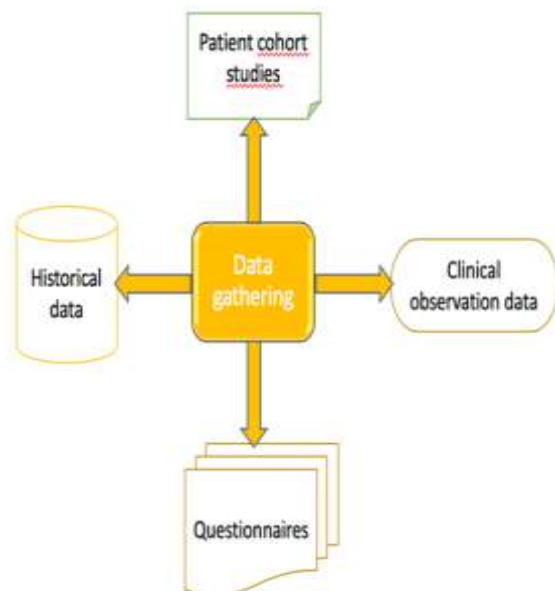 Patient cohort
studies
Historical
data
Data
gathering
Clinical
observation data
Questionnaires